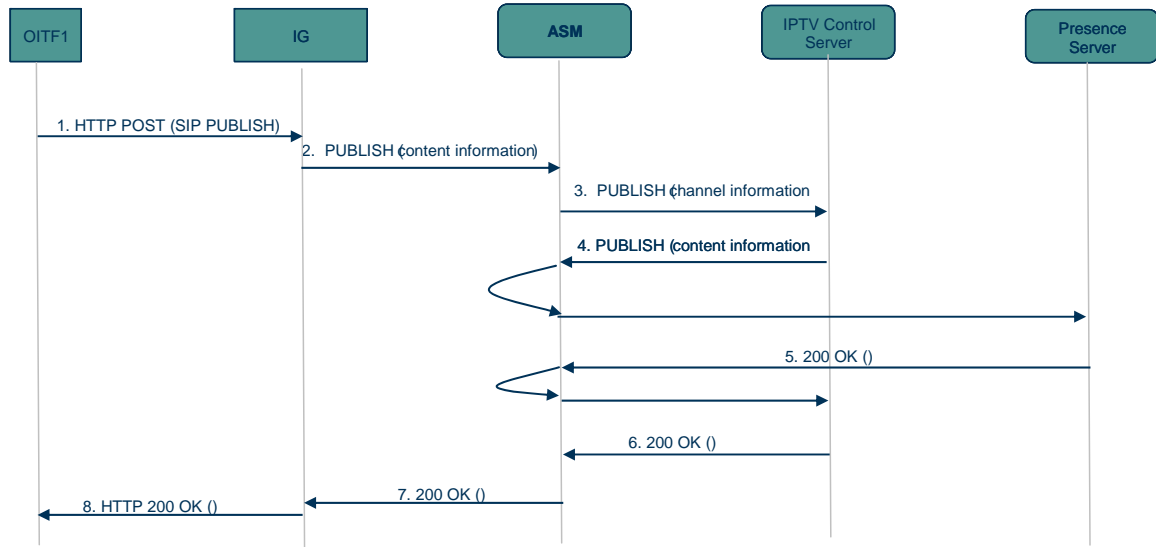 OITF1
IG
ASM
IPTV Control
Server
Presence
Server
1. HTTP POST (SIP PUBLISH)
2. PUBLISH (content information)
3. PUBLISH (channel information
4. PUBLISH (content information
5. 200 OK ()
6. 200 OK ()
7. 200 OK ()
8. HTTP 200 OK ()